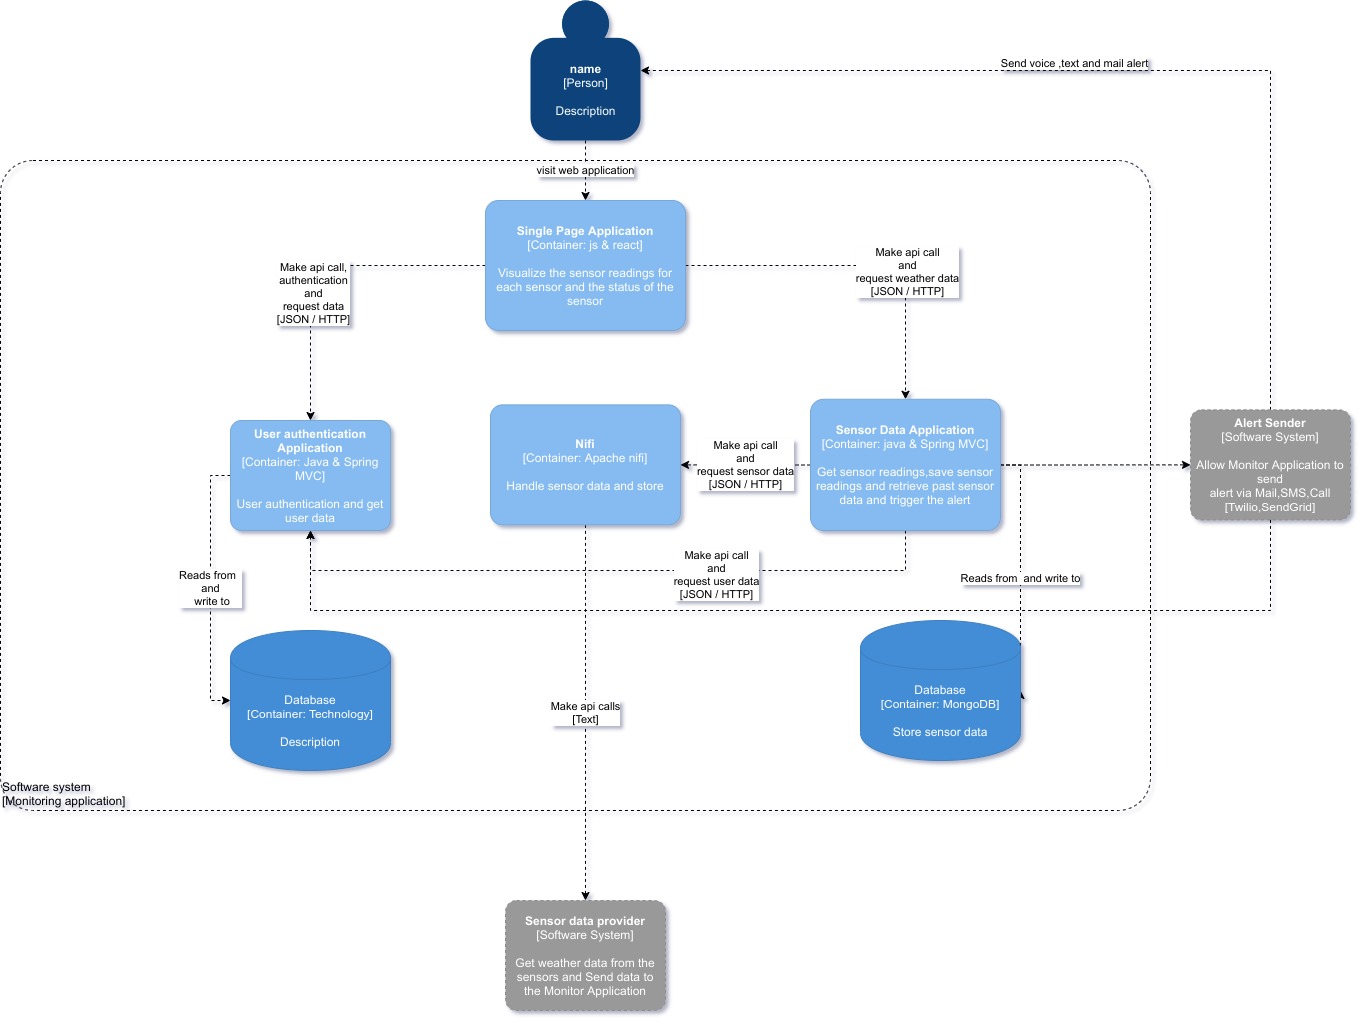 name
[Person]
Description
Send voice ,text and mail alert
visit web application
Single Page Application
[Container: js & react]
Visualize the sensor readings for
each sensor and the status of the
sensor
Make api call,
authentication
and
request data
[JSON / HTTP]
Make api call
and
request weather data
[JSON / HTTP]
User authentication
Application
[Container: Java & Spring
MVC]
User authentication and get
user data
Nifi
[Container: Apache nifi]
Handle sensor data and store
Make api call
and
request sensor data
[JSON / HTTP]
Sensor Data Application
[Container: java & Spring MVC]
Get sensor readings,save sensor
readings and retrieve past sensor
data and trigger the alert
Alert Sender
[Software System]
Allow Monitor Application to
send
alert via Mail,SMS,Call
[Twilio,SendGrid]
Reads from
and
write to
Make api call
and
request user data
[JSON / HTTP]
Reads from  and write to
Database
[Container: Technology]
Description
Make api calls
[Text]
Database
[Container: MongoDB]
Store sensor data
Software system
[Monitoring application]
Sensor data provider
[Software System]
Get weather data from the
sensors and Send data to
the Monitor Application